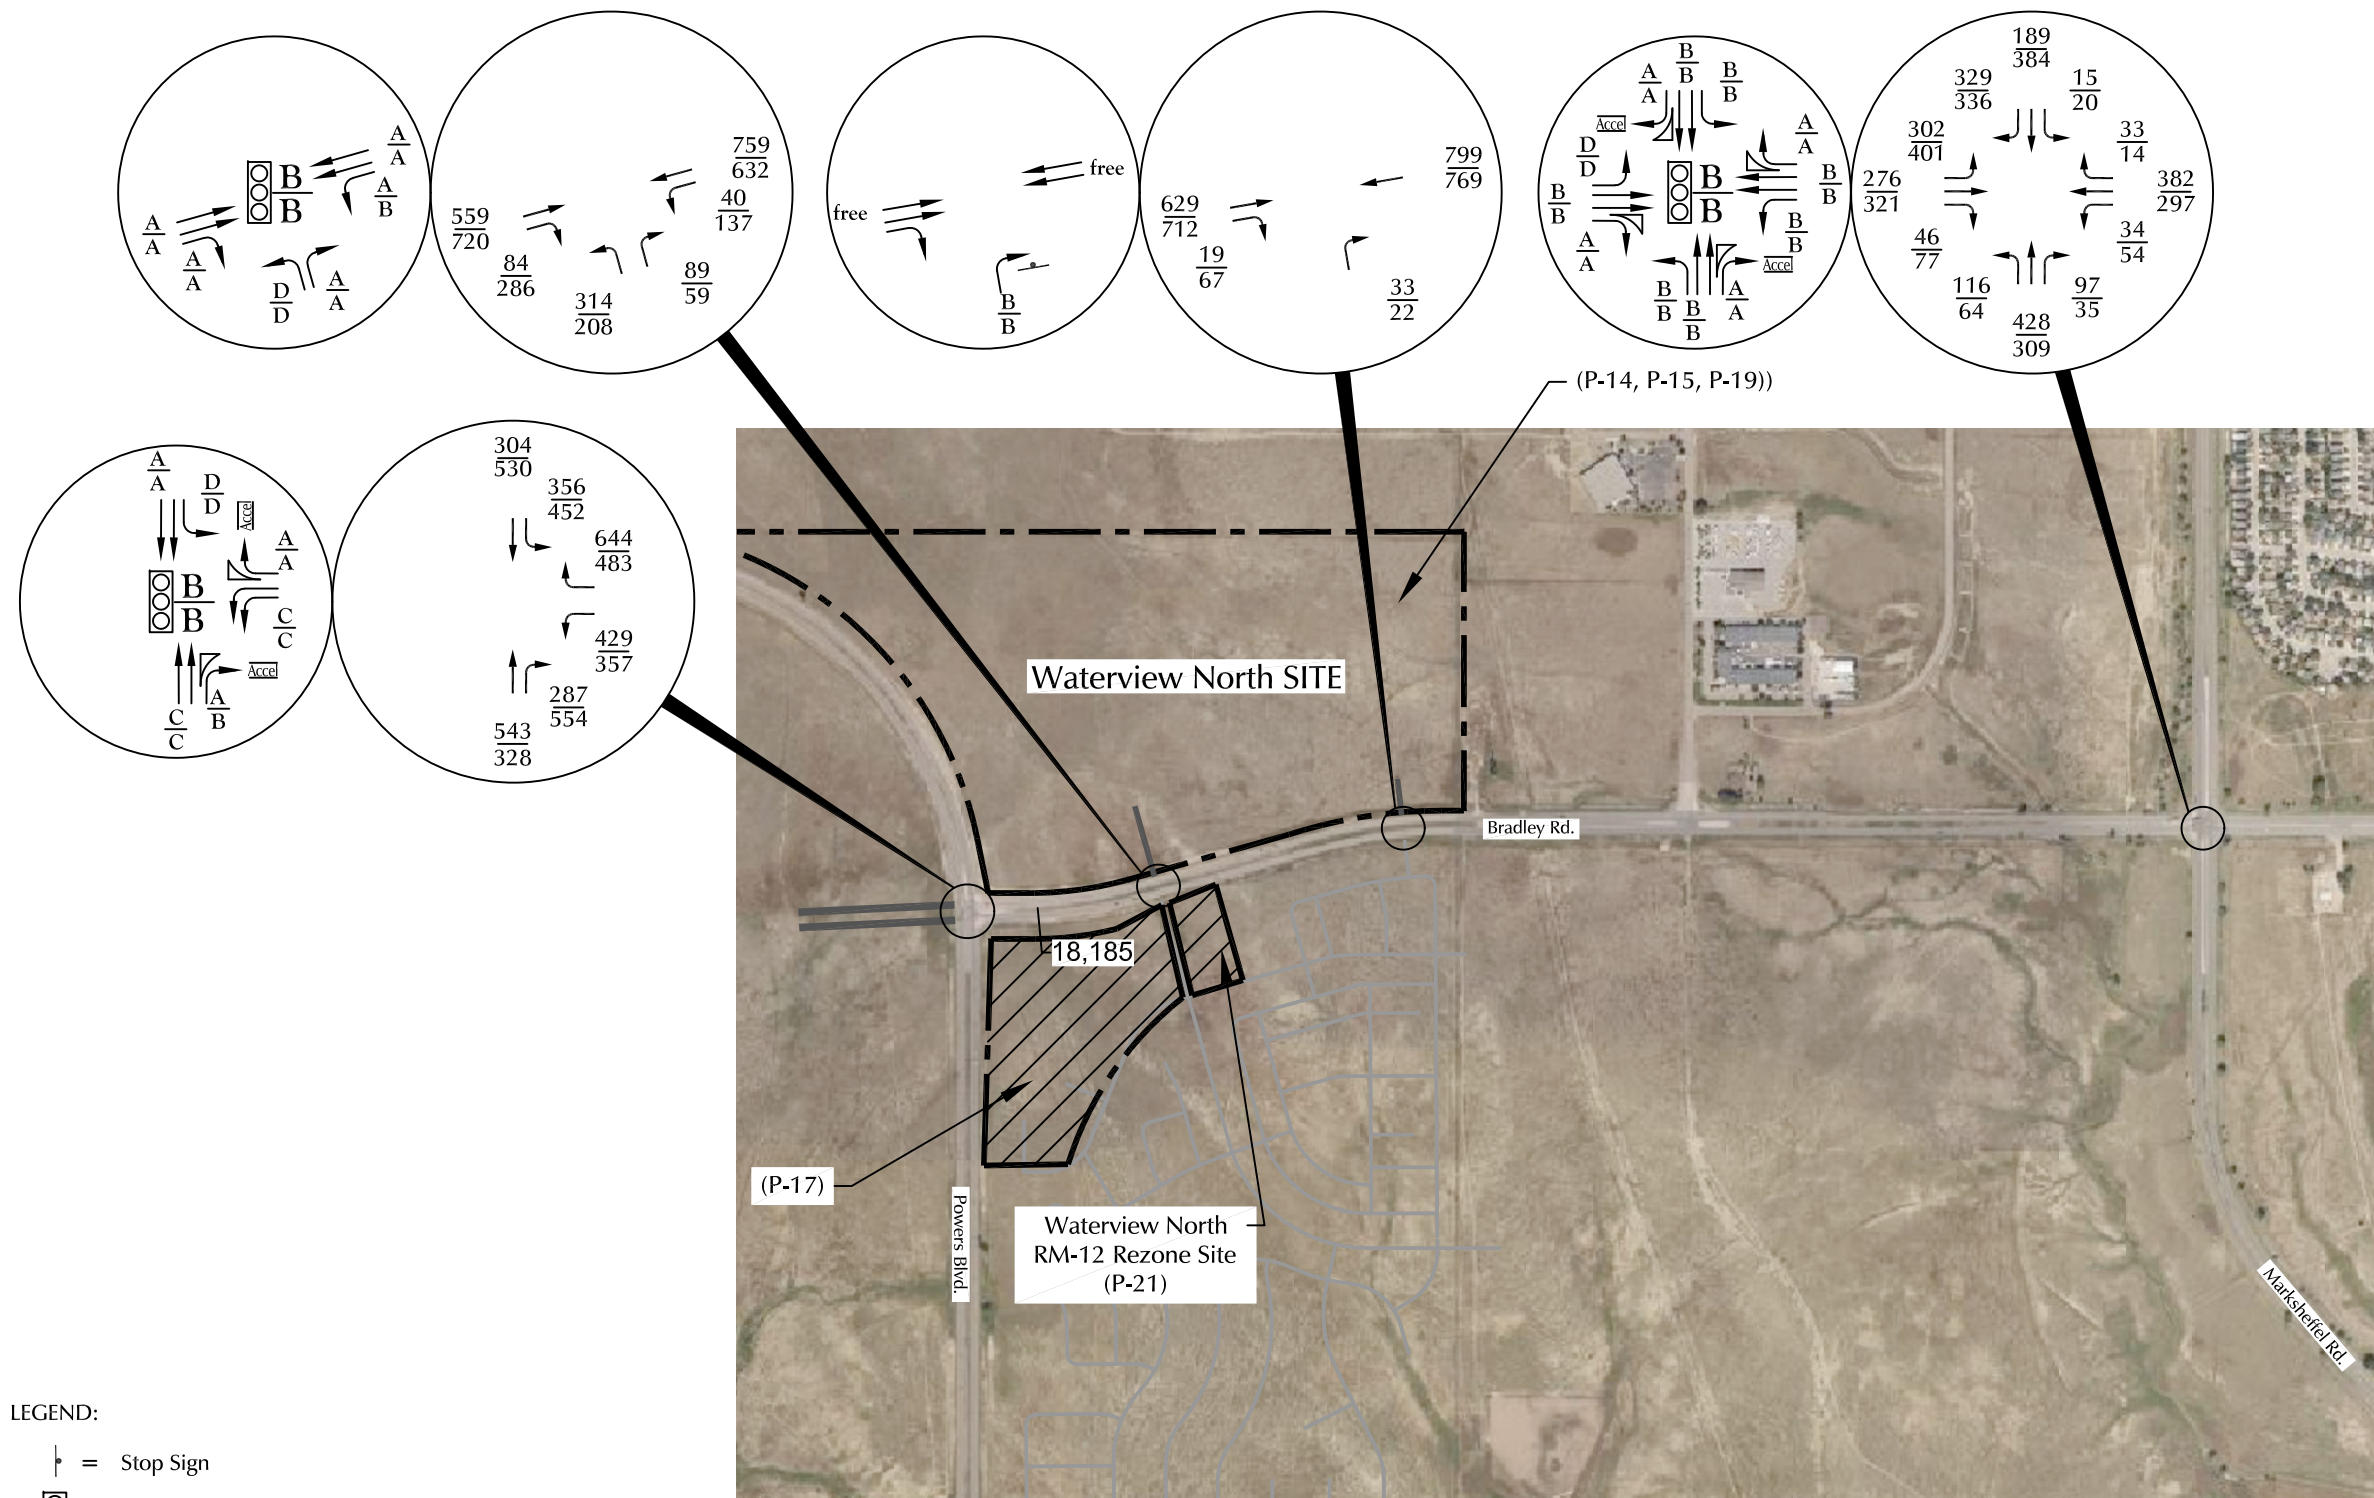 A
A
A
B
B
B
A
A
A
A
D
D
A
A
759
632
40
137
559
720
84
286
314
208
89
59
free
free
B
B
799
769
629
712
19
67
33
22
B
B
A
A
B
B
Accel
A
A
D
D
B
B
B
B
B
B
A
A
B
B
Accel
B
B
B
B
A
A
189
384
329
336
15
20
302
401
33
14
276
321
382
297
46
77
34
54
116
64
97
35
428
309
(P-14, P-15, P-19))
A
A
D
D
Accel
A
A
B
B
C
C
Accel
A
B
C
C
304
530
356
452
644
483
429
357
287
554
543
328
Waterview North SITE
Bradley Rd.
18,185
(P-17)
Powers Blvd.
Waterview North
RM-12 Rezone Site
(P-21)
Marksheffel Rd.
LEGEND:
= Stop Sign